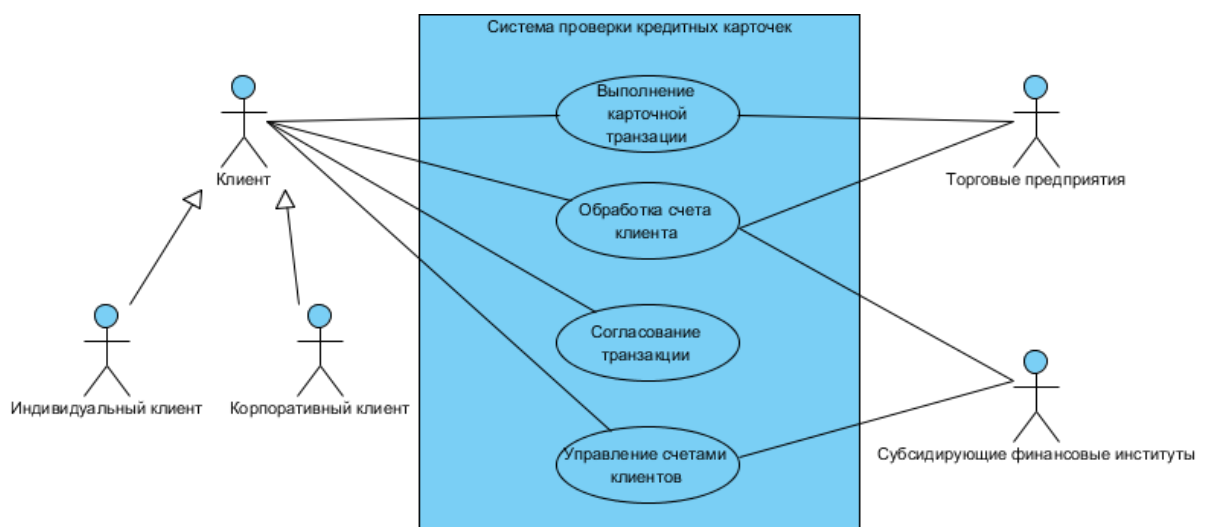 Система проверки кредитных карточек
Выполнение
карточной
транзации
Клиент
Торговые предприятия
Обработка счета
клиента
Согласование
транзакции
Индивидуальный клиент
Корпоративный клиент
Управление счетами
клиентов
Субсидирующие финансовые институты